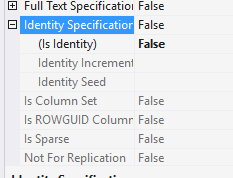 Full Text Specification False
Identity Specification False
(Is Identity) False
Identity Increment
Identity Seed
Is Column Set False
Is ROWGUID Column False
Is Sparse False
Not For Replication False